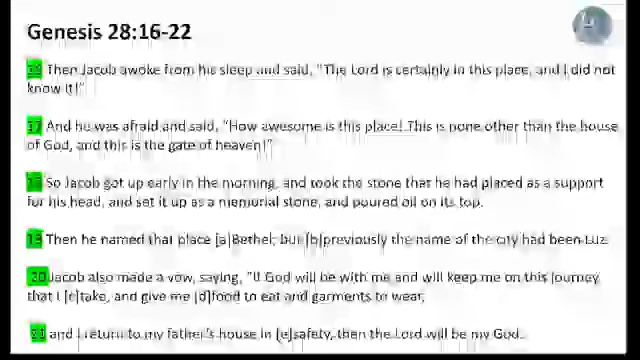 Genesis 28:16-22
16 Then Jacob awoke from his sleep and said, "The Lord is certainly in this place, and I did not
know it!"
17 And he was afraid and said, "How awesome is this place! This is none other than the house
of God, and this is the gate of heaven!"
18 So Jacob got up early in the morning, and took the stone that he had placed as a support
for his head, and set it up as a memorial stone, and poured oil on its top.
19 Then he named that place [a]Bethel; but [b]previously the name of the city had been Luz.
20 Jacob also made a vow, saying, "If God will be with me and will keep me on this journey
that I [c]take, and give me [d]food to eat and garments to wear,
21 and I return to my father's house in [e]safety, then the Lord will be my God.